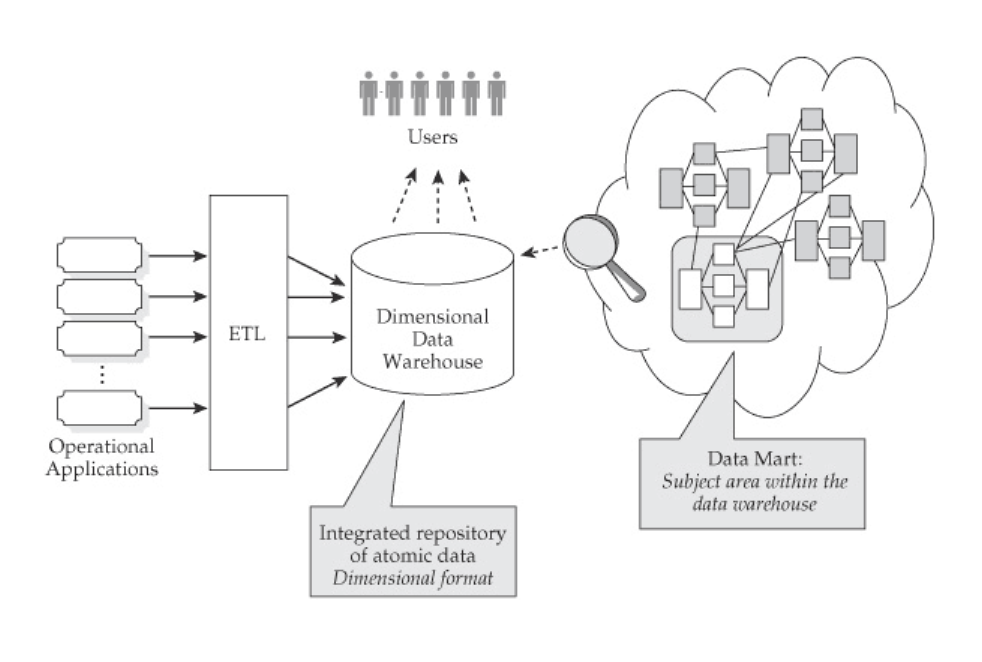 Users
ETL
Dimensional
Data
Warehouse
Operational
Applications
Data Mart:
Subject area within the
data warehouse
Integrated repository
of atomic data
Dimensional format